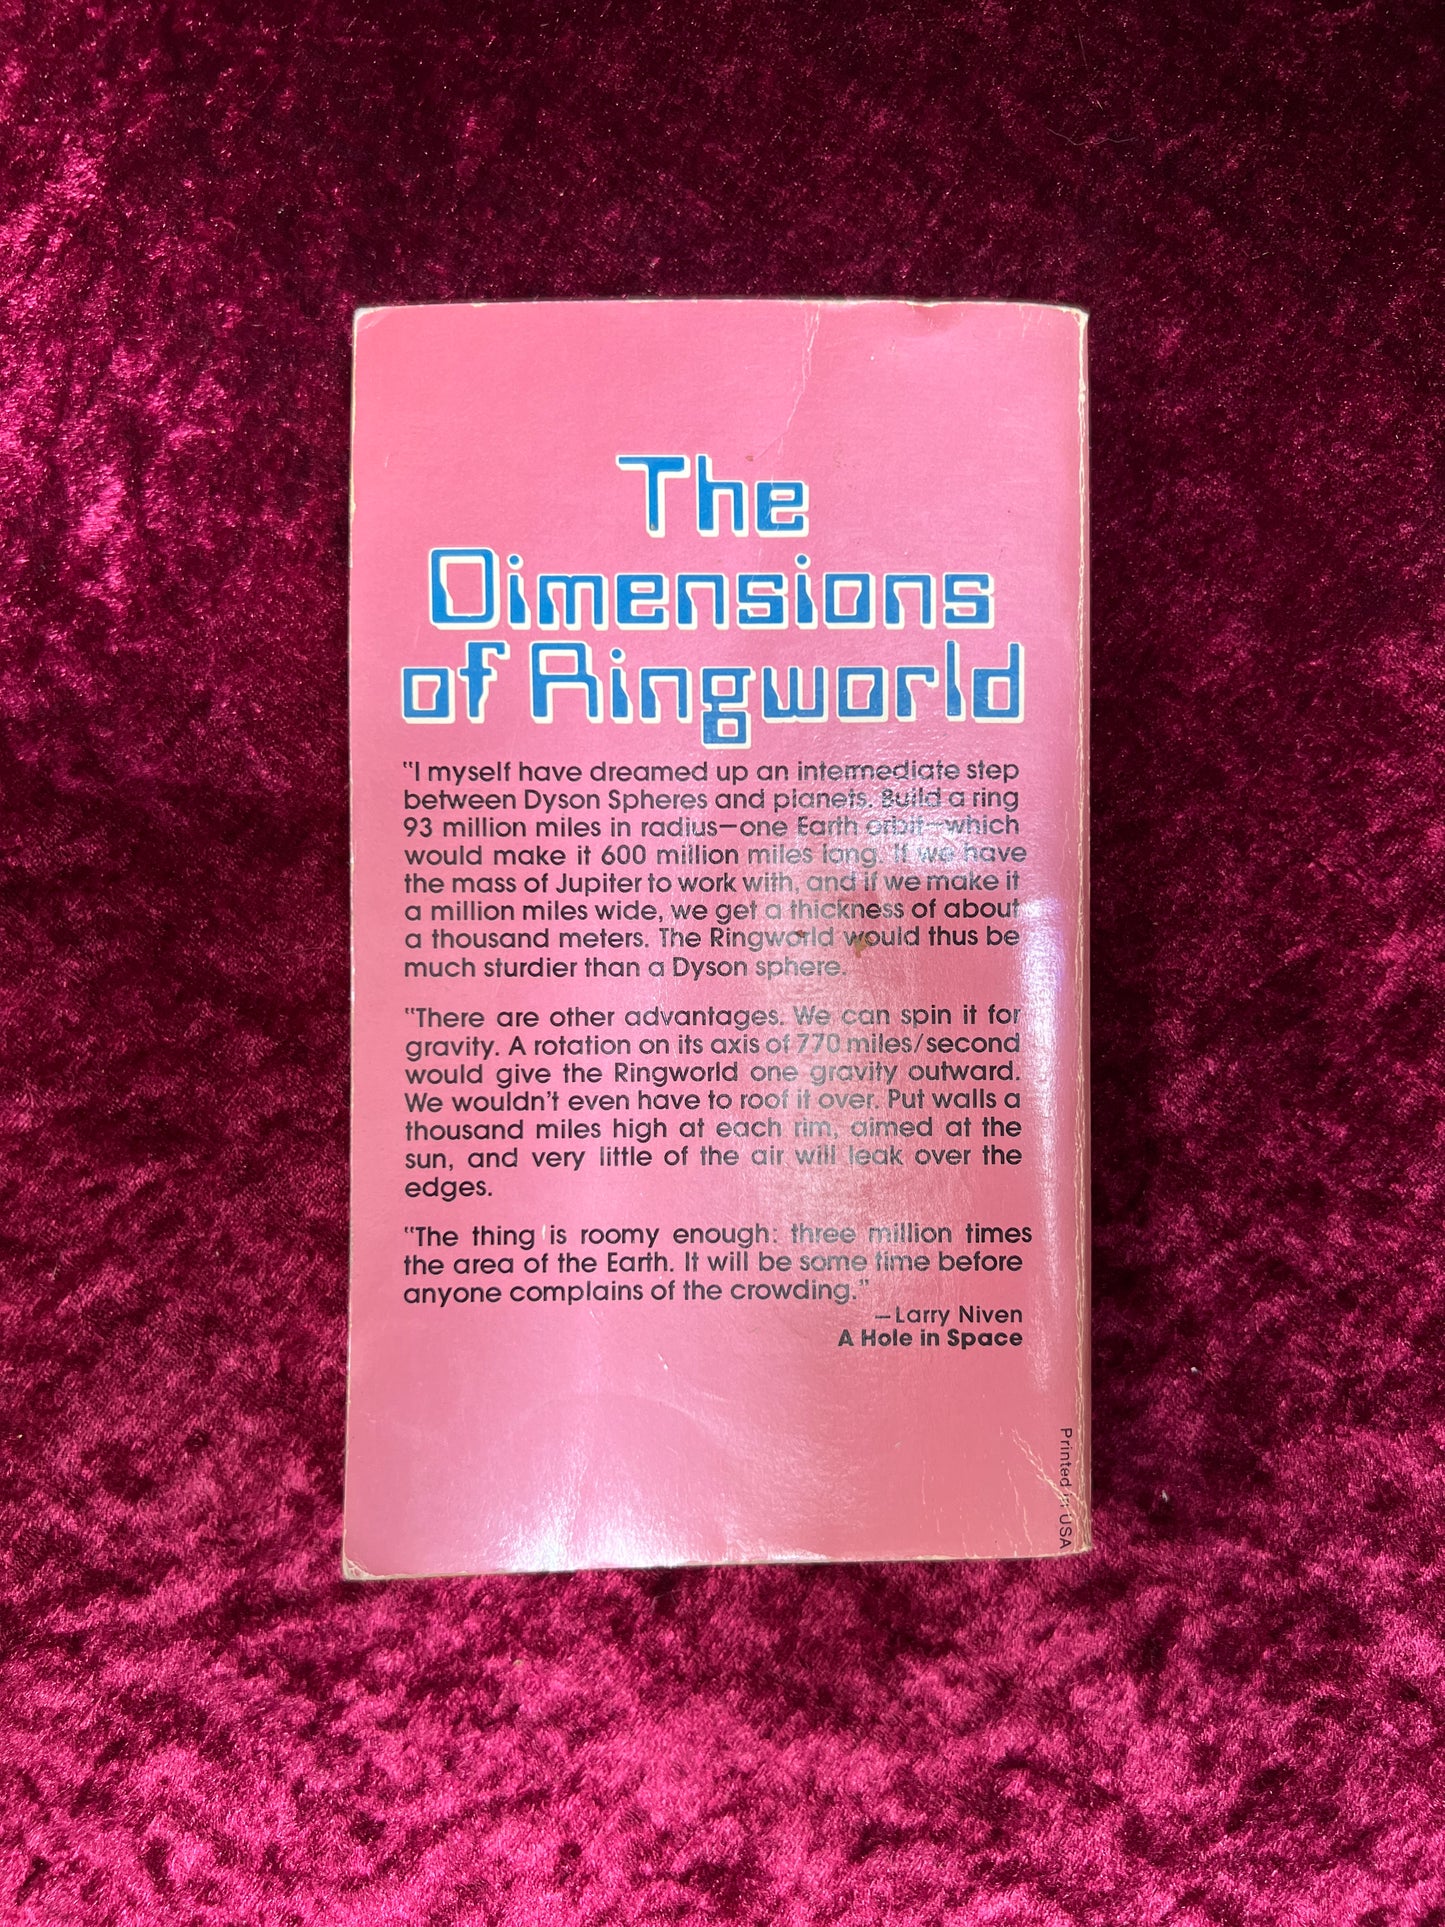 The
Dimensions
of Ringworld
"I myself have dreamed up an intermediate step
between Dyson Spheres and planets. Build a ring
93 million miles in radius—one Earth orbit—which
would make it 600 million miles long. If we have
the mass of Jupiter to work with, and if we make it
a million miles wide, we get a thickness of about
a thousand meters. The Ringworld would thus be
much sturdier than a Dyson sphere.
"There are other advantages. We can spin it for
gravity. A rotation on its axis of 770 miles/second
would give the Ringworld one gravity outward.
We wouldn't even have to roof it over. Put walls a
thousand miles high at each rim, aimed at the
sun, and very little of the air will leak over the
edges.
"The thing is roomy enough: three million times
the area of the Earth. It will be some time before
anyone complains of the crowding."
—Larry Niven
A Hole in Space
Printed in USA